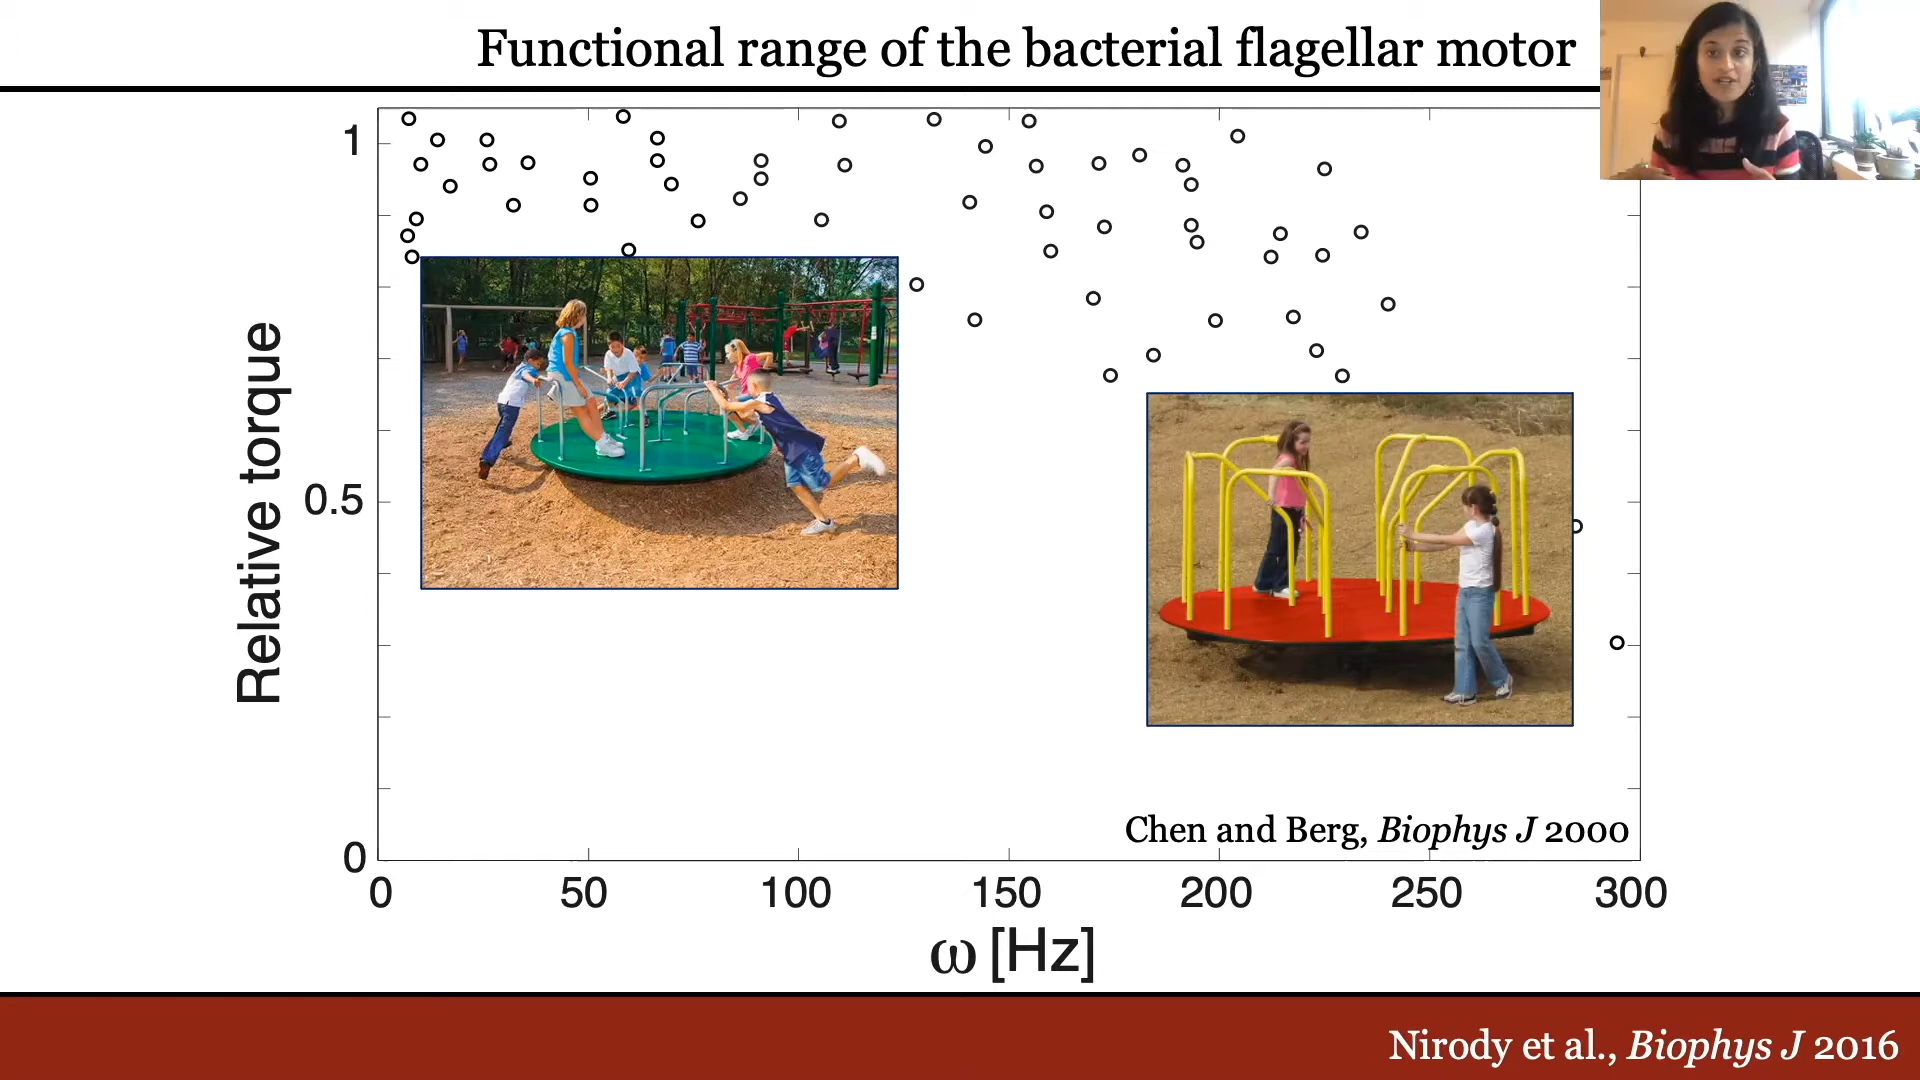 Functional range of the bacterial flagellar motor
1
0.5
0
Relative torque
0 50 100 150 200 250 300
ω [Hz]
Chen and Berg, Biophys J 2000
Nirody et al., Biophys J 2016